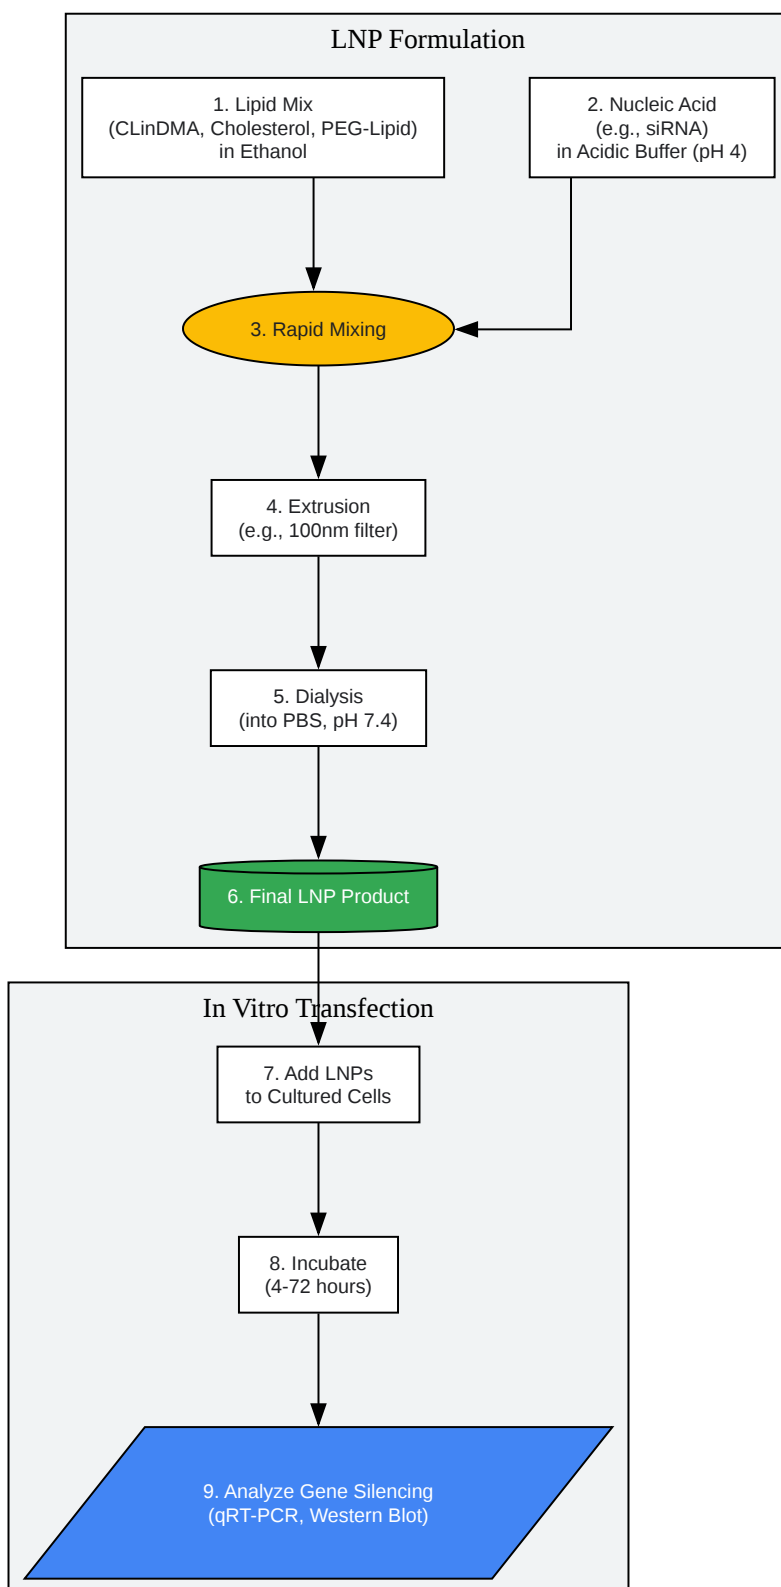 LNP Formulation
1. Lipid Mix
(CLinDMA, Cholesterol, PEG-Lipid)
in Ethanol
2. Nucleic Acid
(e.g., siRNA)
in Acidic Buffer (pH 4)
3. Rapid Mixing
4. Extrusion
(e.g., 100nm filter)
5. Dialysis
(into PBS, pH 7.4)
6. Final LNP Product
In Vitro Transfection
7. Add LNPs
to Cultured Cells
8. Incubate
(4-72 hours)
9. Analyze Gene Silencing
(qRT-PCR, Western Blot)